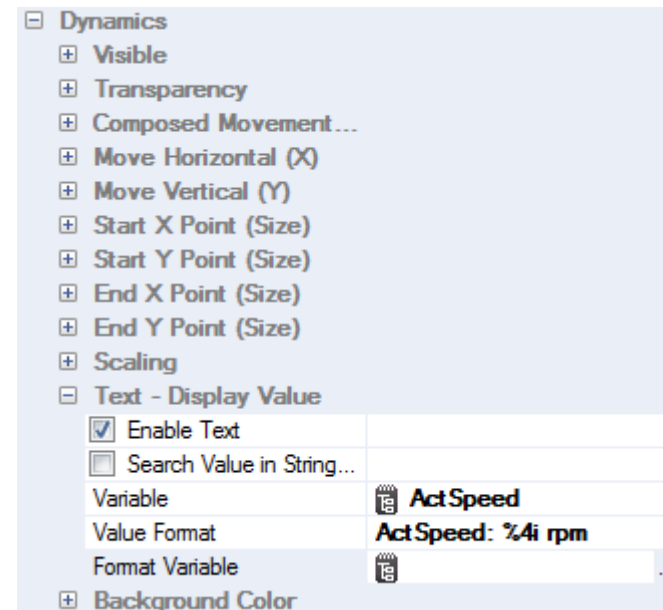 Dynamics
Visible
Transparency
Composed Movement...
Move Horizontal (X)
Move Vertical (Y)
Start X Point (Size)
Start Y Point (Size)
End X Point (Size)
End Y Point (Size)
Scaling
Text - Display Value
Enable Text
Search Value in String...
Variable ActSpeed
Value Format ActSpeed: %4i rpm
Format Variable
Background Color